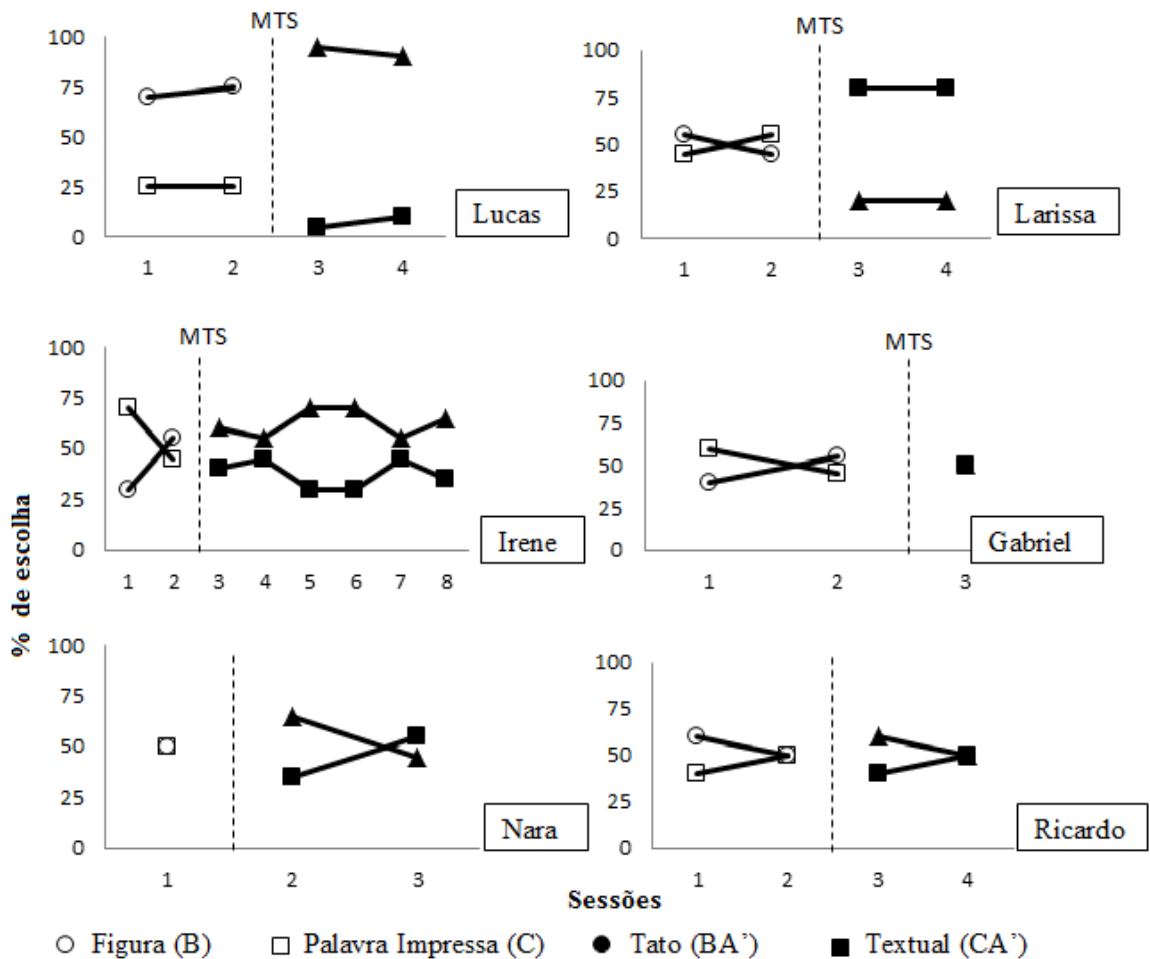 MTS
100
75
50
25
0
1 2 3 4
Lucas
MTS
100
75
50
25
0
1 2 3 4
Larissa
MTS
100
75
50
25
0
1 2 3 4 5 6 7 8
Irene
MTS
100
75
50
25
0
1 2 3
Gabriel
100
75
50
25
0
1 2 3
Nara
100
75
50
25
0
1 2 3 4
Ricardo
% de escolha
Sessões
Figura (B) Palavra Impressa (C) Tato (BA’) Textual (CA’)